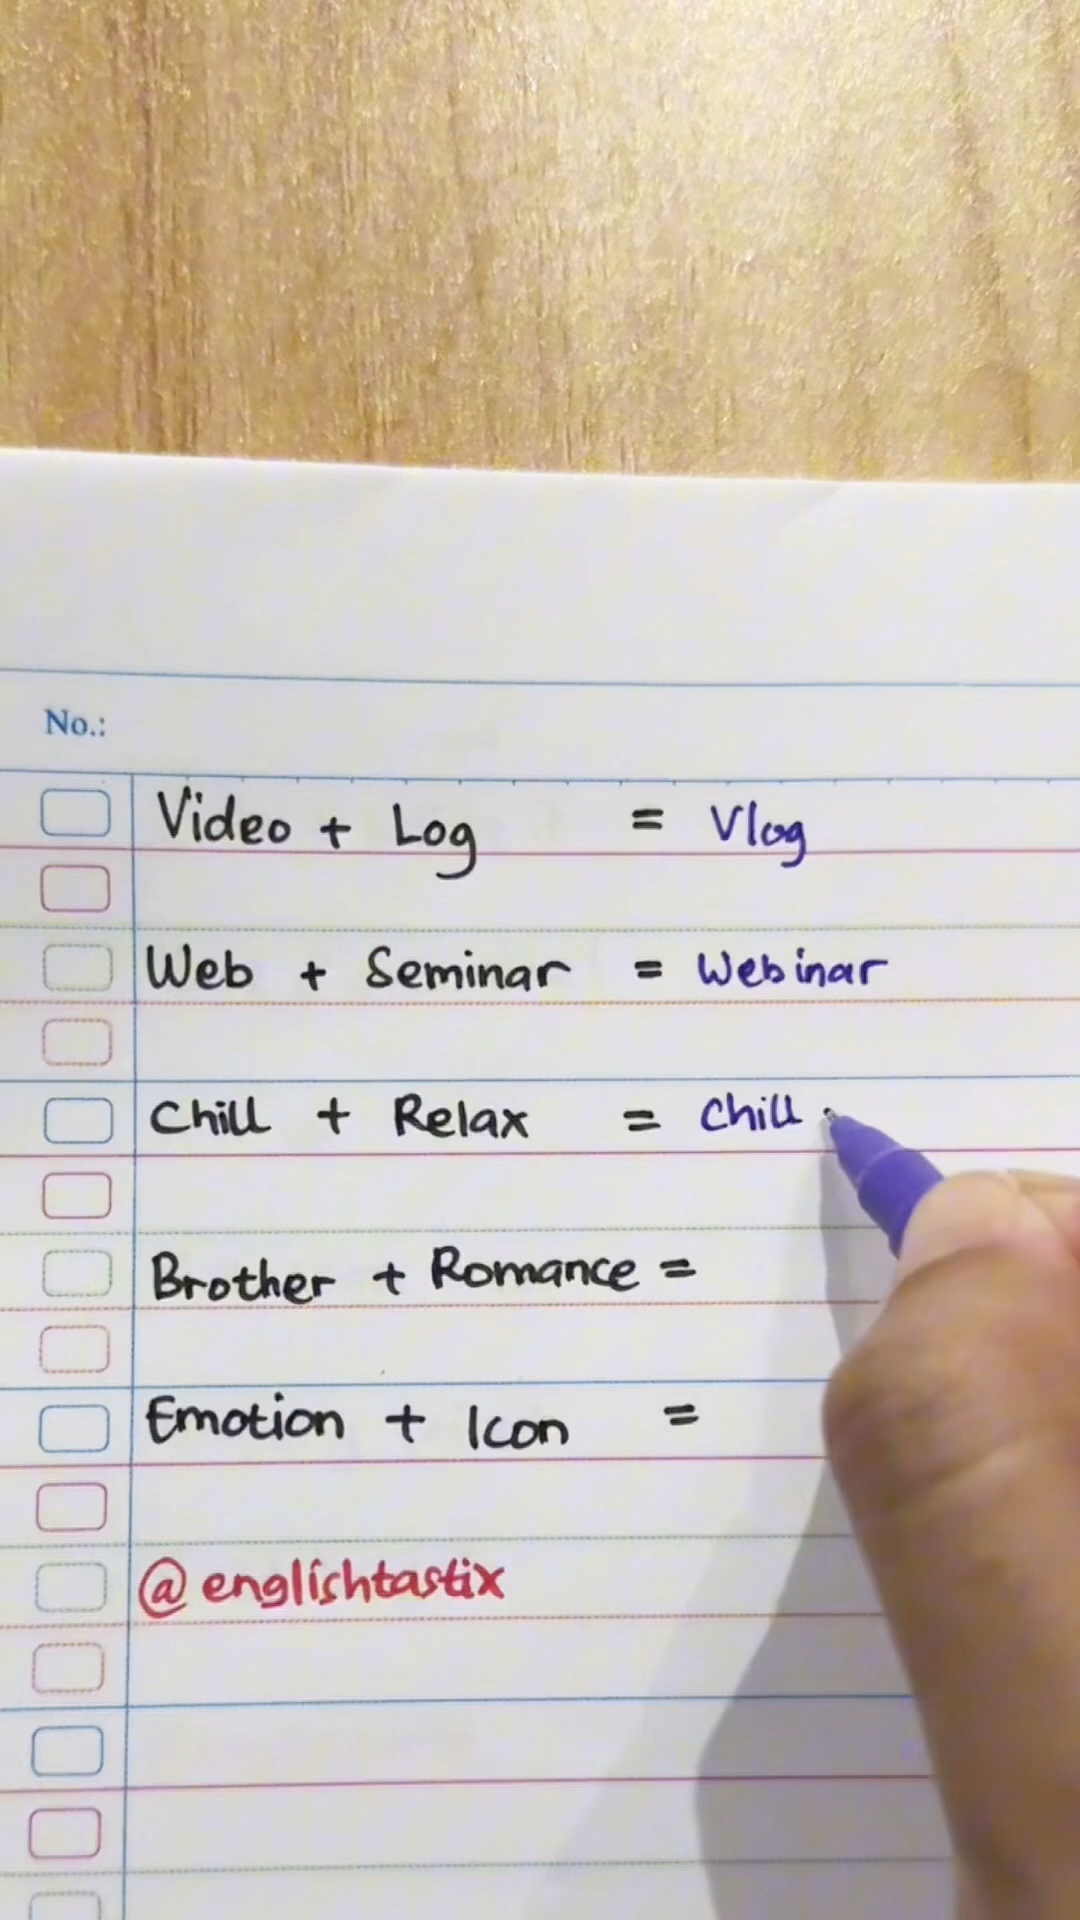 No.:
Video + Log = Vlog
Web + Seminar = Webinar
Chill + Relax = Chill
Brother + Romance =
Emotion + Icon =
@englishtastix